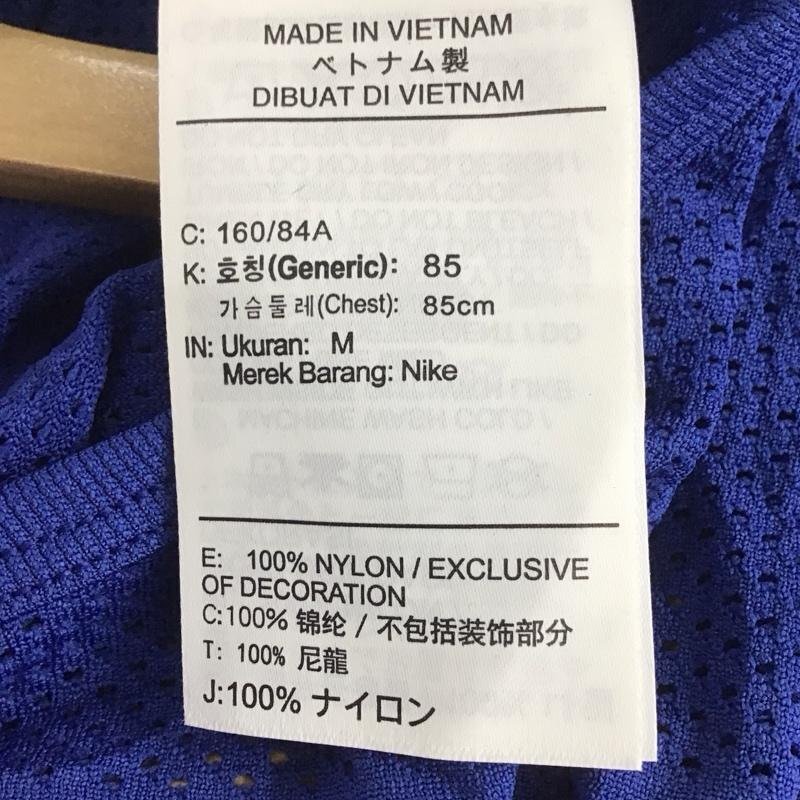 MADE IN VIETNAM
ベトナム製
DIBUAT DI VIETNAM
C: 160/84A
K: 호칭(Generic): 85
가슴둘레(Chest): 85cm
IN: Ukuran: M
Merek Barang: Nike
E: 100% NYLON / EXCLUSIVE
OF DECORATION
C:100% 锦纶 / 不包括装饰部分
T: 100% 尼龍
J:100% ナイロン